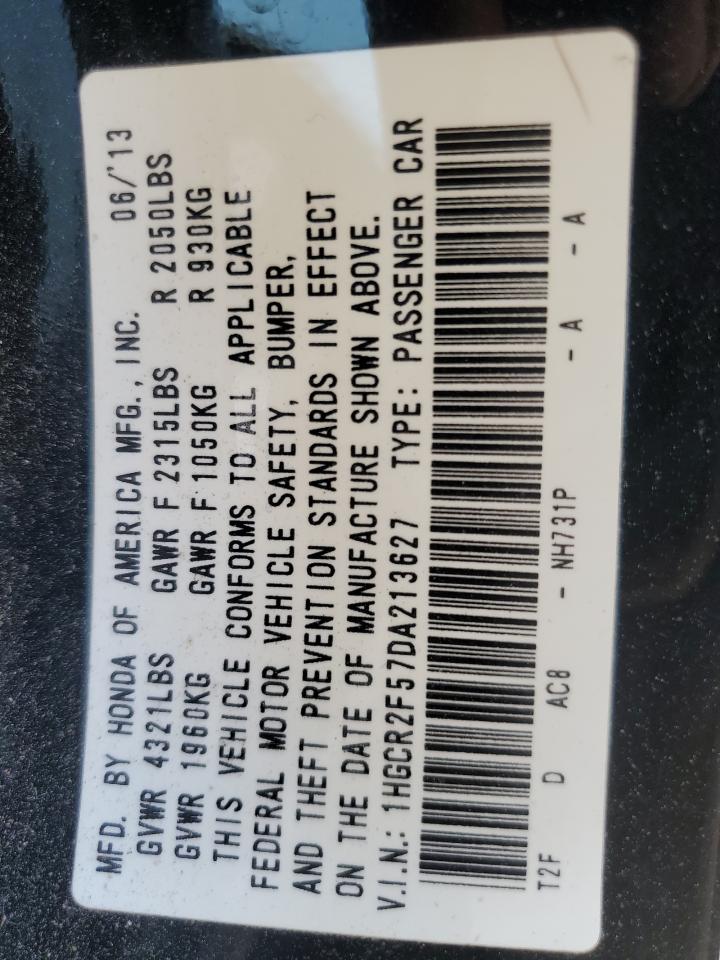 MFD. BY HONDA OF AMERICA MFG., INC. 06/'13
GVWR 4321LBS GAWR F 2315LBS R 2050LBS
GVWR 1960KG GAWR F 1050KG R 930KG
THIS VEHICLE CONFORMS TO ALL APPLICABLE
FEDERAL MOTOR VEHICLE SAFETY, BUMPER,
AND THEFT PREVENTION STANDARDS IN EFFECT
ON THE DATE OF MANUFACTURE SHOWN ABOVE.
V.I.N.: 1HGCR2F57DA213627 TYPE: PASSENGER CAR
T2F D AC8 - NH731P - A - A